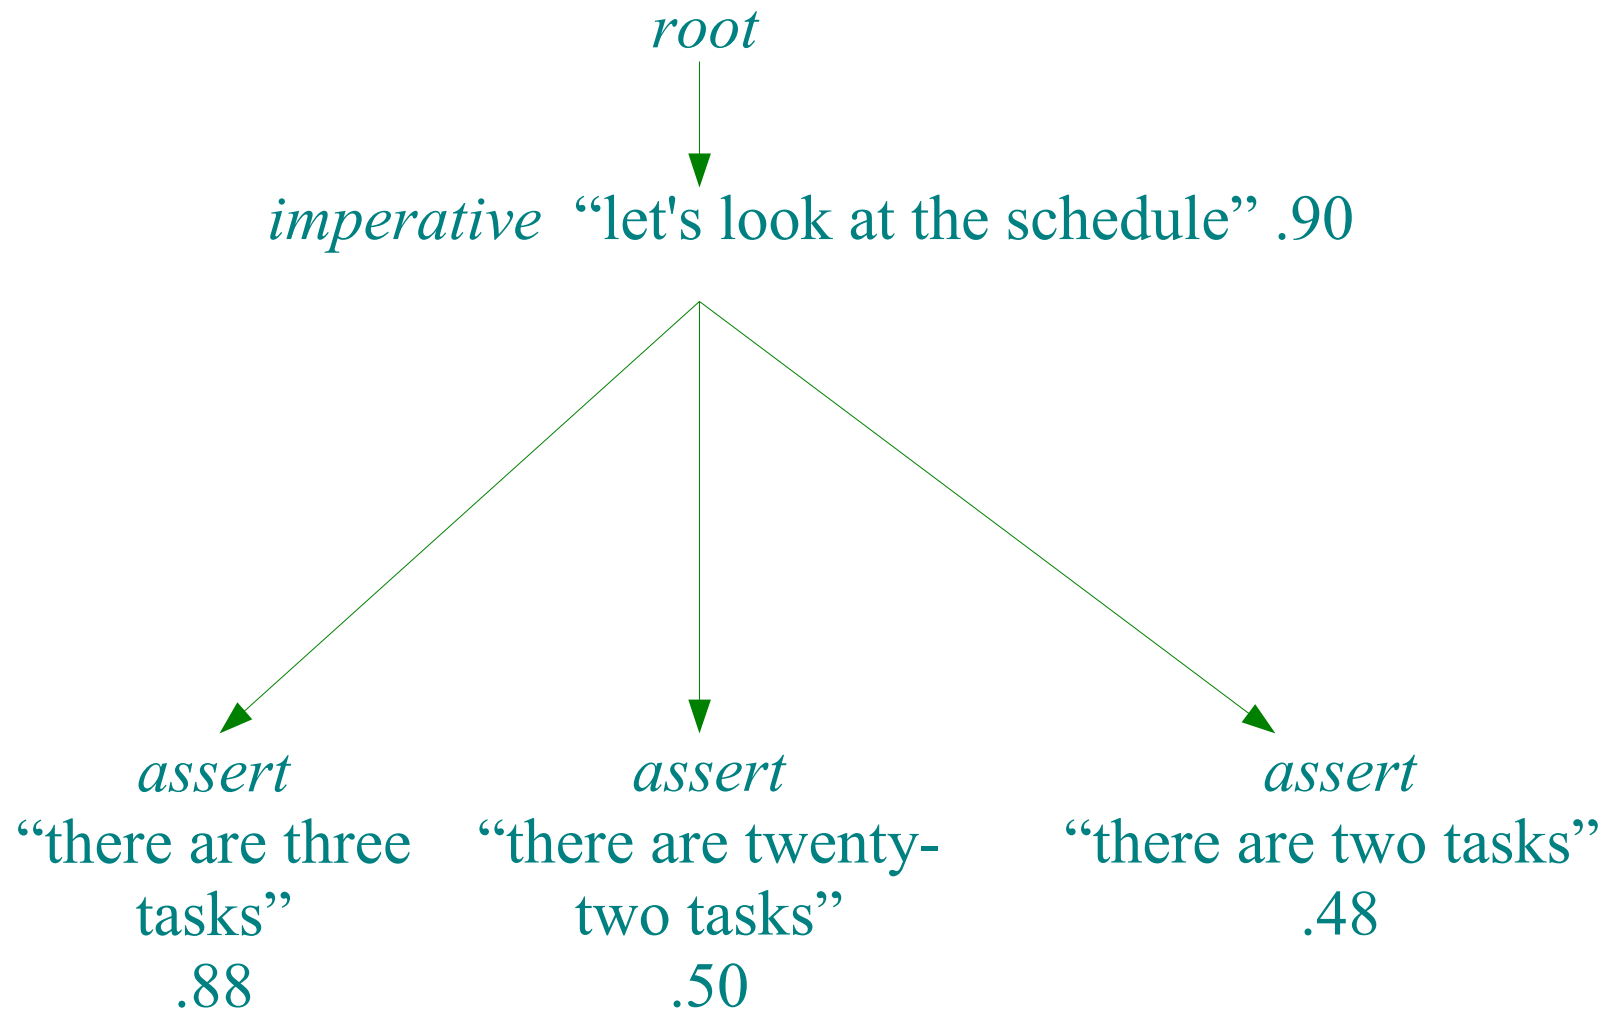 root
imperative “let's look at the schedule” .90
assert
“there are three
tasks”
.88
assert
“there are twenty-
two tasks”
.50
assert
“there are two tasks”
.48